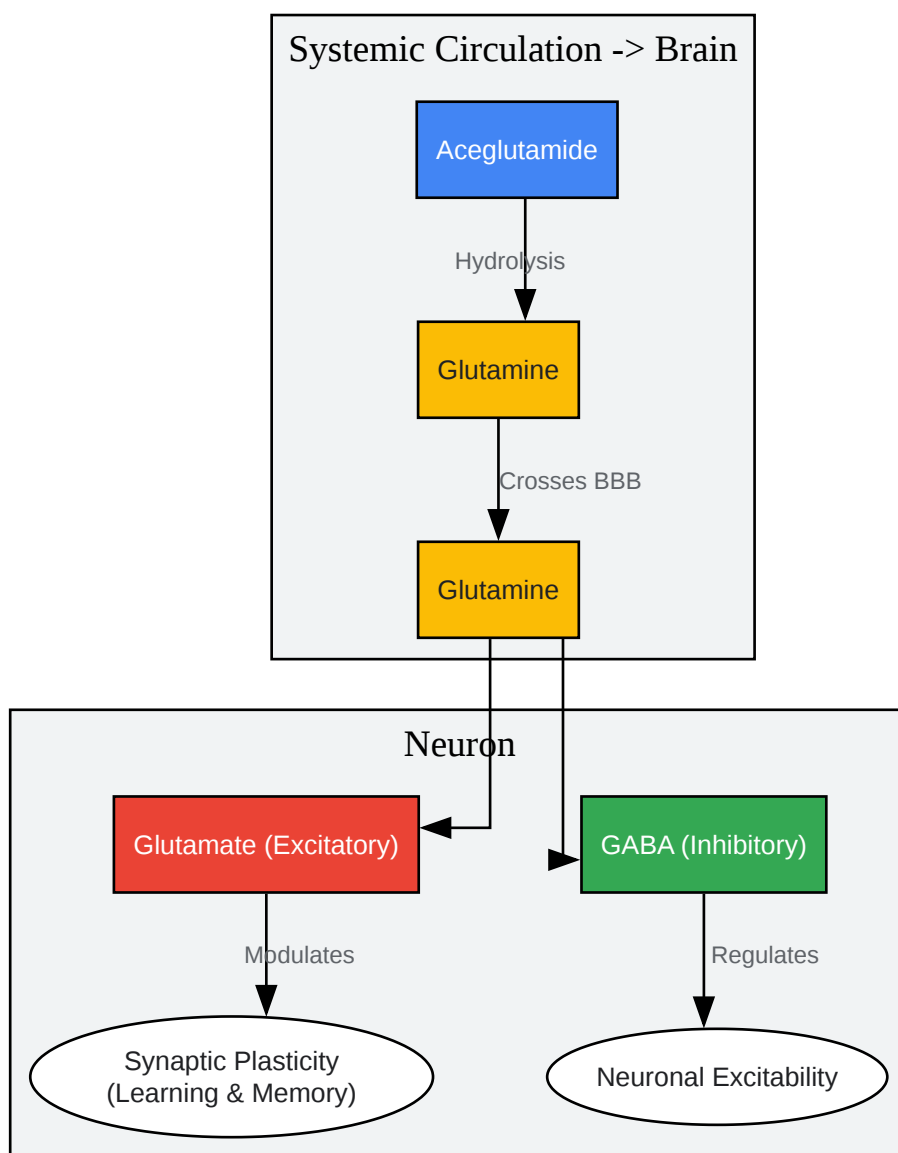 Systemic Circulation -> Brain
Aceglutamide
Hydrolysis
Glutamine
Crosses BBB
Glutamine
Neuron
Glutamate (Excitatory)
GABA (Inhibitory)
Modulates
Regulates
Synaptic Plasticity
(Learning & Memory)
Neuronal Excitability